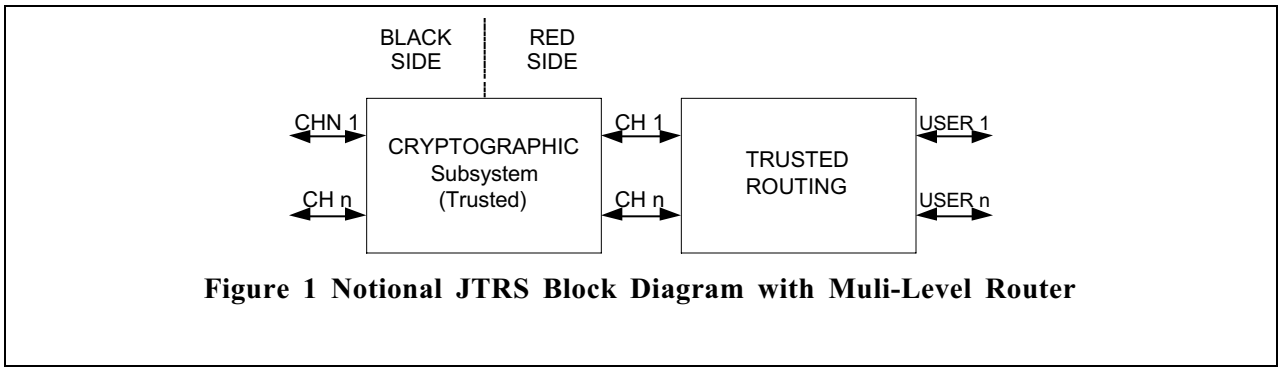 BLACK
SIDE
RED
SIDE
CHN 1
CH 1
USER 1
CRYPTOGRAPHIC
Subsystem
(Trusted)
TRUSTED
ROUTING
CH n
CH n
USER n
Figure 1 Notional JTRS Block Diagram with Muli-Level Router